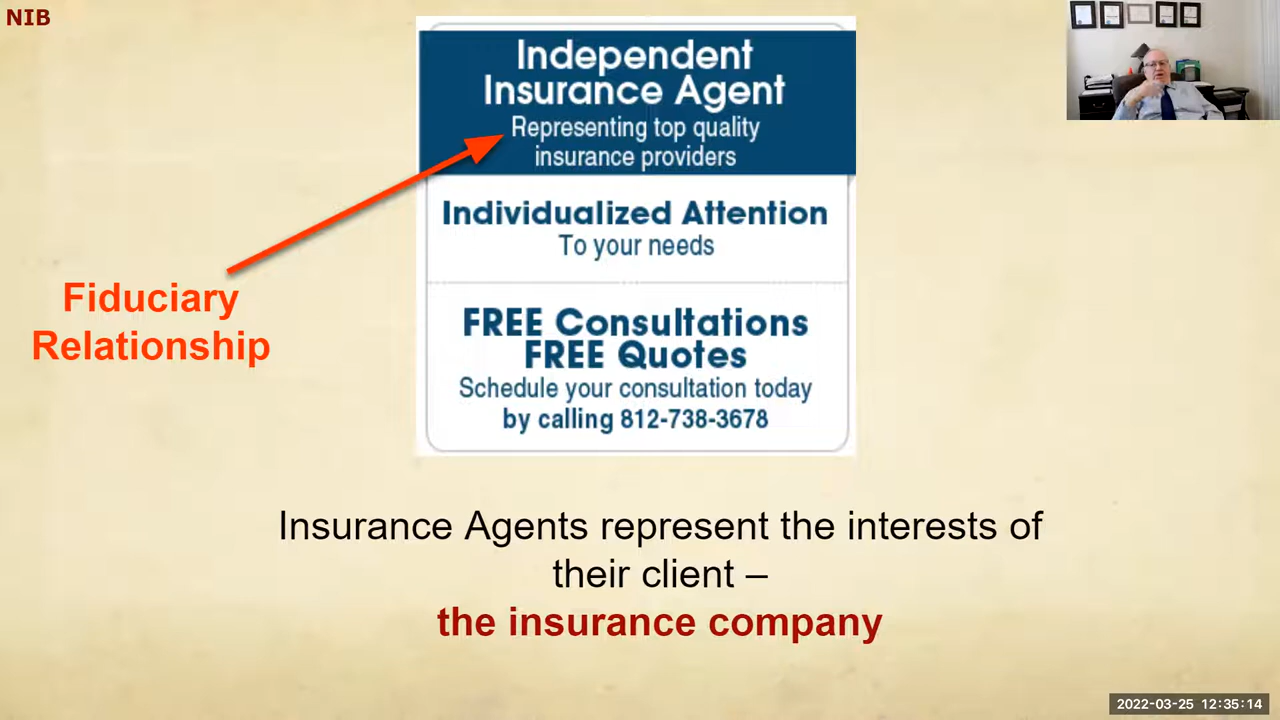 NIB
Independent
Insurance Agent
Representing top quality
insurance providers
Individualized Attention
To your needs
FREE Consultations
FREE Quotes
Schedule your consultation today
by calling 812-738-3678
Fiduciary
Relationship
Insurance Agents represent the interests of
their client –
the insurance company
2022-03-25 12:35:14